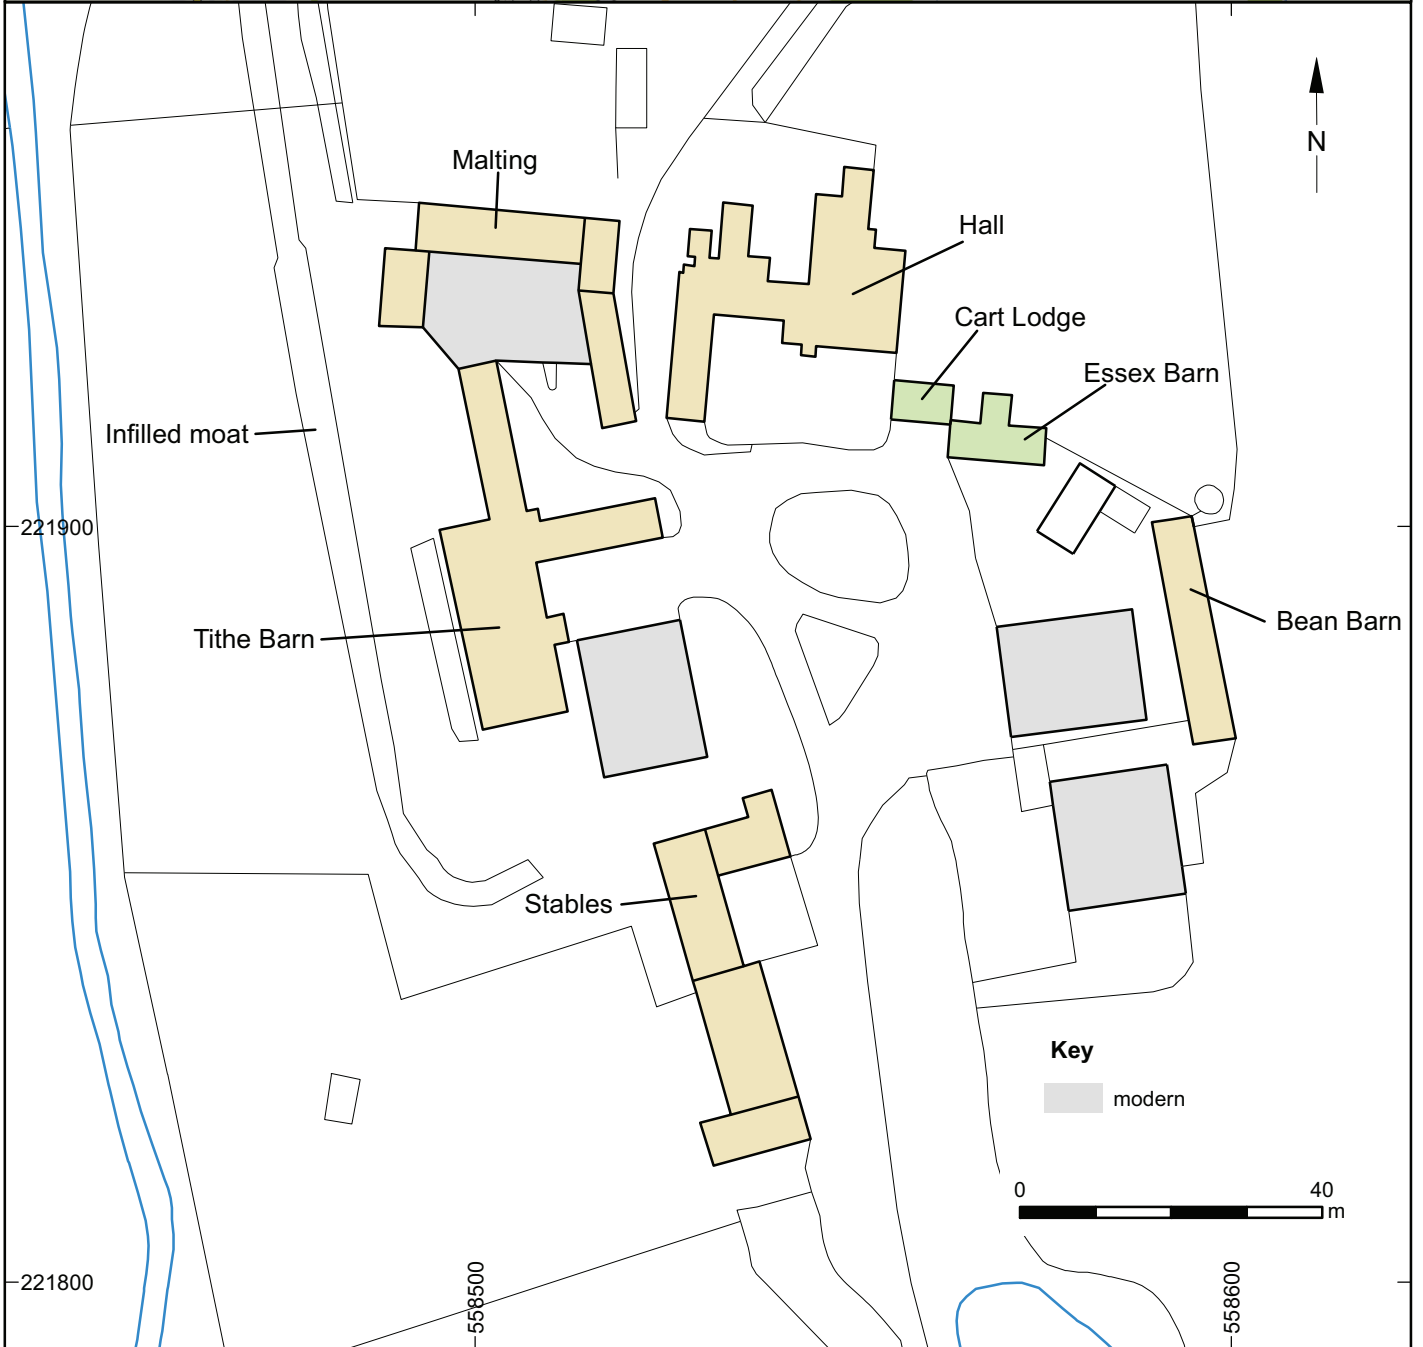 N
Malting
Hall
Cart Lodge
Essex Barn
Infilled moat
221900
Bean Barn
Tithe Barn
Stables
Key
modern
0 40
m
221800
558500
558600